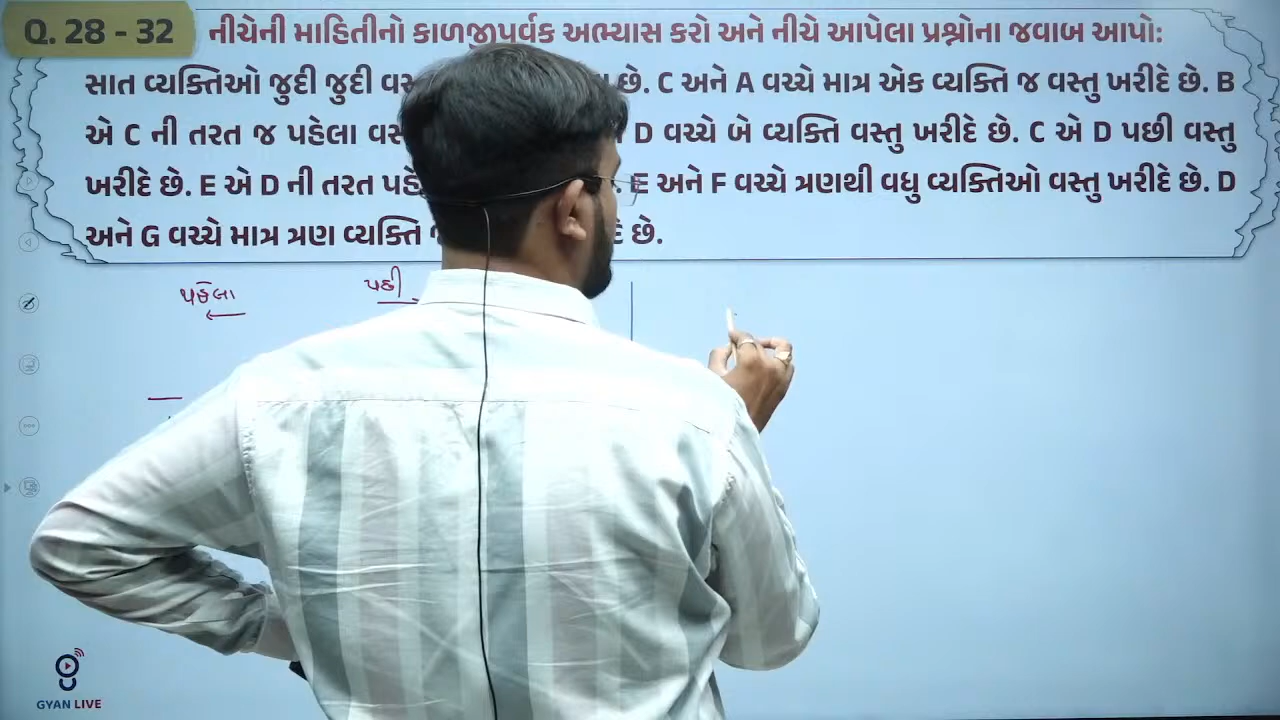 Q. 28 - 32 નીચેની માહિતીનો કાળજીપર્વક અભ્યાસ કરો અને નીચે આપેલા પ્રશ્નોના જવાબ આપો:
સાત વ્યક્તિઓ જુદી જુદી છે. C અને A વચ્ચે માત્ર એક વ્યક્તિ જ વસ્તુ ખરીદે છે. B
એ C ની તરત જ પહેલા D વચ્ચે બે વ્યક્તિ વસ્તુ ખરીદે છે. C એ D પછી વસ્તુ
ખરીદે છે. E એ D ની તરત E અને F વચ્ચે ત્રણથી વધુ વ્યક્તિઓ વસ્તુ ખરીદે છે. D
અને G વચ્ચે માત્ર ત્રણ વ્યક્તિ છે.
પહેલા પછી
GYAN LIVE